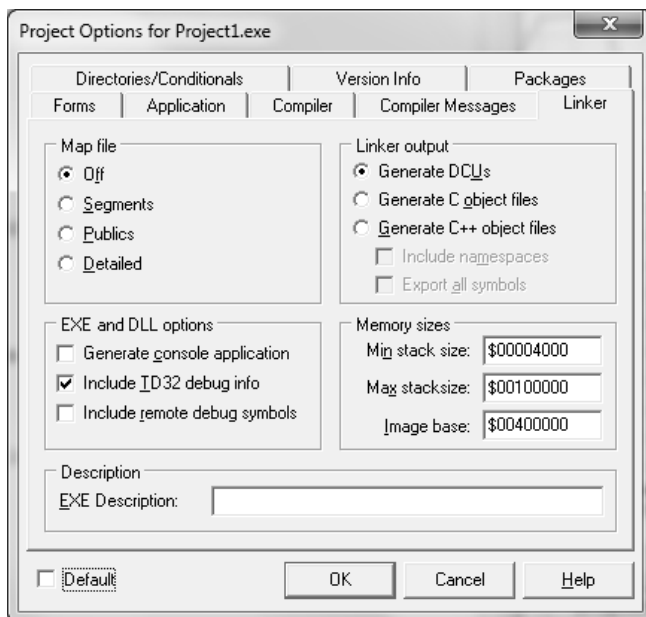 Project Options for Project1.exe
Directories/Conditionals
Version Info
Packages
Forms
Application
Compiler
Compiler Messages
Linker
Map file
Off
Segments
Publics
Detailed
Linker output
Generate DCUs
Generate C object files
Generate C++ object files
Include namespaces
Export all symbols
EXE and DLL options
Generate console application
Include TD32 debug info
Include remote debug symbols
Memory sizes
Min stack size: $00004000
Max stacksize: $00100000
Image base: $00400000
Description
EXE Description:
Default
OK
Cancel
Help